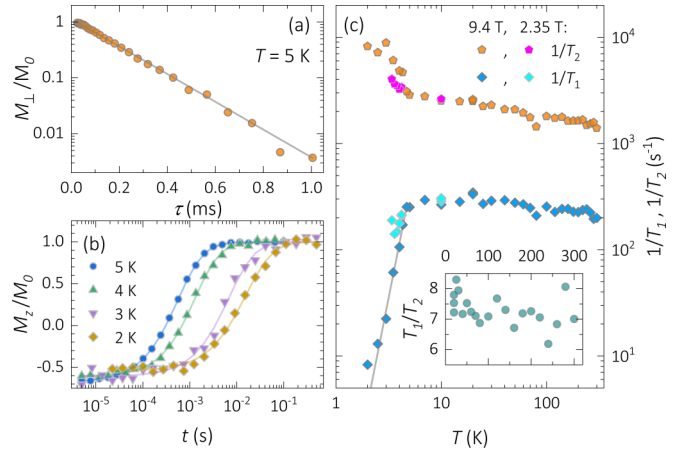 (a)
T = 5 K
1
0.1
0.01
M⊥/M0
0.0 0.2 0.4 0.6 0.8 1.0
τ (ms)
(b)
5 K
4 K
3 K
2 K
1.0
0.5
0.0
-0.5
Mz/M0
10-5 10-4 10-3 10-2 10-1
t (s)
(c)
9.4 T, 2.35 T:
, 1/T2
, 1/T1
104
103
102
101
1/T1, 1/T2 (s-1)
0 100 200 300
8
7
6
T1/T2
1 10 100
T (K)